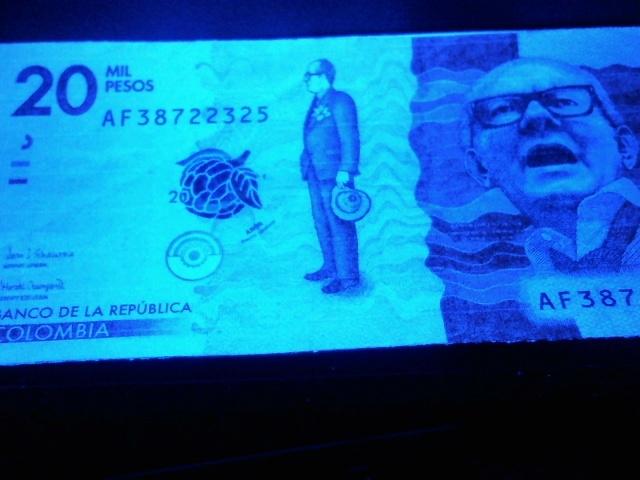 20 MIL
PESOS
AF38722325
20
BANCO DE LA REPÚBLICA
COLOMBIA
AF387